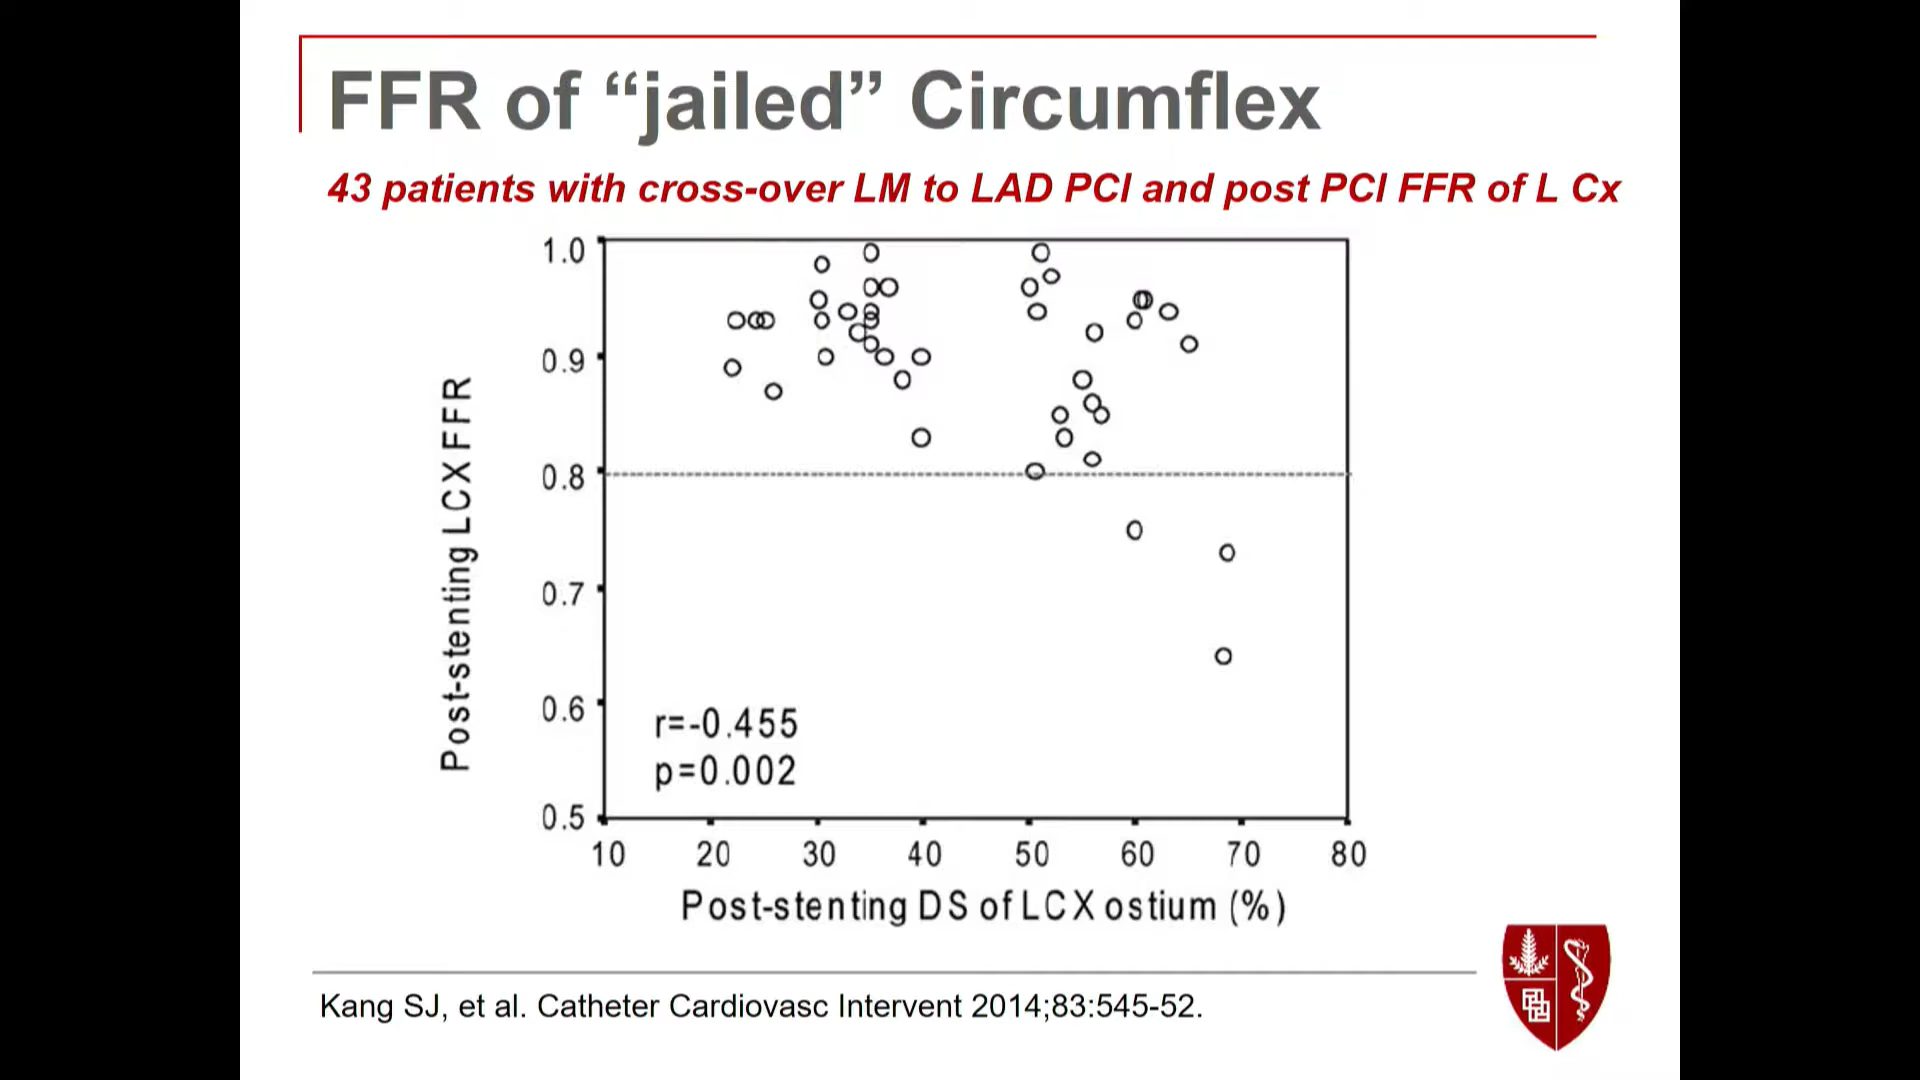 FFR of “jailed” Circumflex
43 patients with cross-over LM to LAD PCI and post PCI FFR of L Cx
1.0
0.9
0.8
0.7
0.6
0.5
Post-stenting LCX FFR
r=-0.455
p=0.002
10 20 30 40 50 60 70 80
Post-stenting DS of LCX ostium (%)
Kang SJ, et al. Catheter Cardiovasc Intervent 2014;83:545-52.